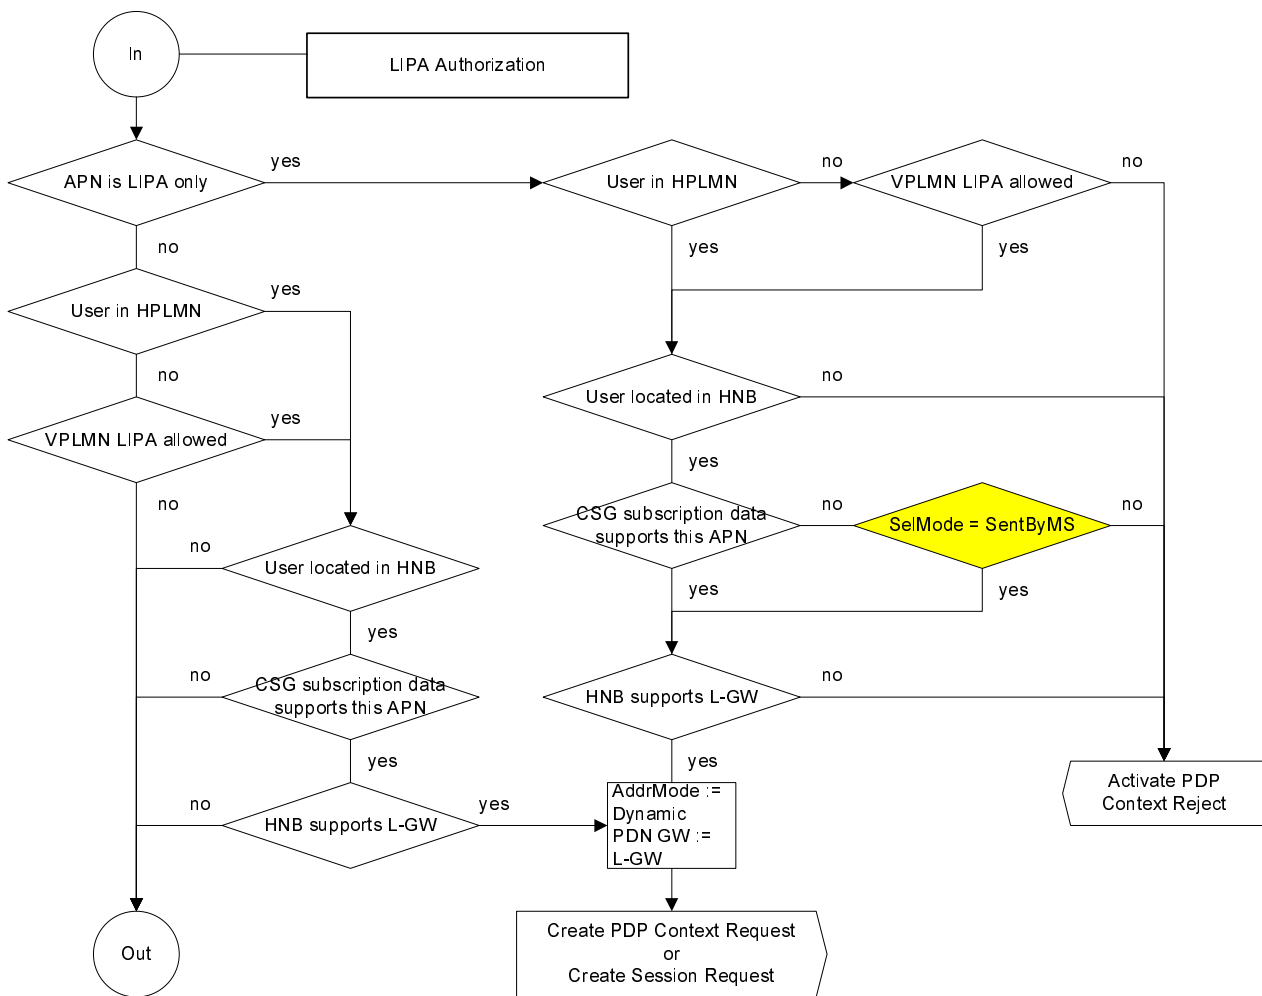 In
LIPA Authorization
APN is LIPA only
yes
User in HPLMN
no
VPLMN LIPA allowed
no
no
yes
yes
User in HPLMN
yes
no
User located in HNB
no
VPLMN LIPA allowed
yes
yes
no
CSG subscription data
supports this APN
no
SelMode = SentByMS
no
no
User located in HNB
yes
yes
yes
no
CSG subscription data
supports this APN
HNB supports L-GW
no
yes
yes
no
HNB supports L-GW
yes
AddrMode :=
Dynamic
PDN GW :=
L-GW
Activate PDP
Context Reject
Out
Create PDP Context Request
or
Create Session Request